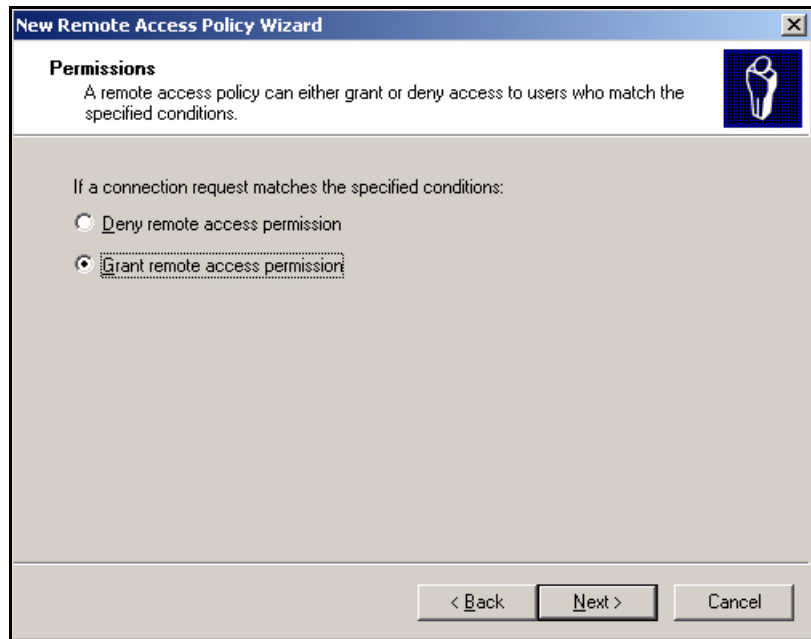 New Remote Access Policy Wizard
Permissions
A remote access policy can either grant or deny access to users who match the
specified conditions.
If a connection request matches the specified conditions:
Deny remote access permission
Grant remote access permission
< Back
Next >
Cancel